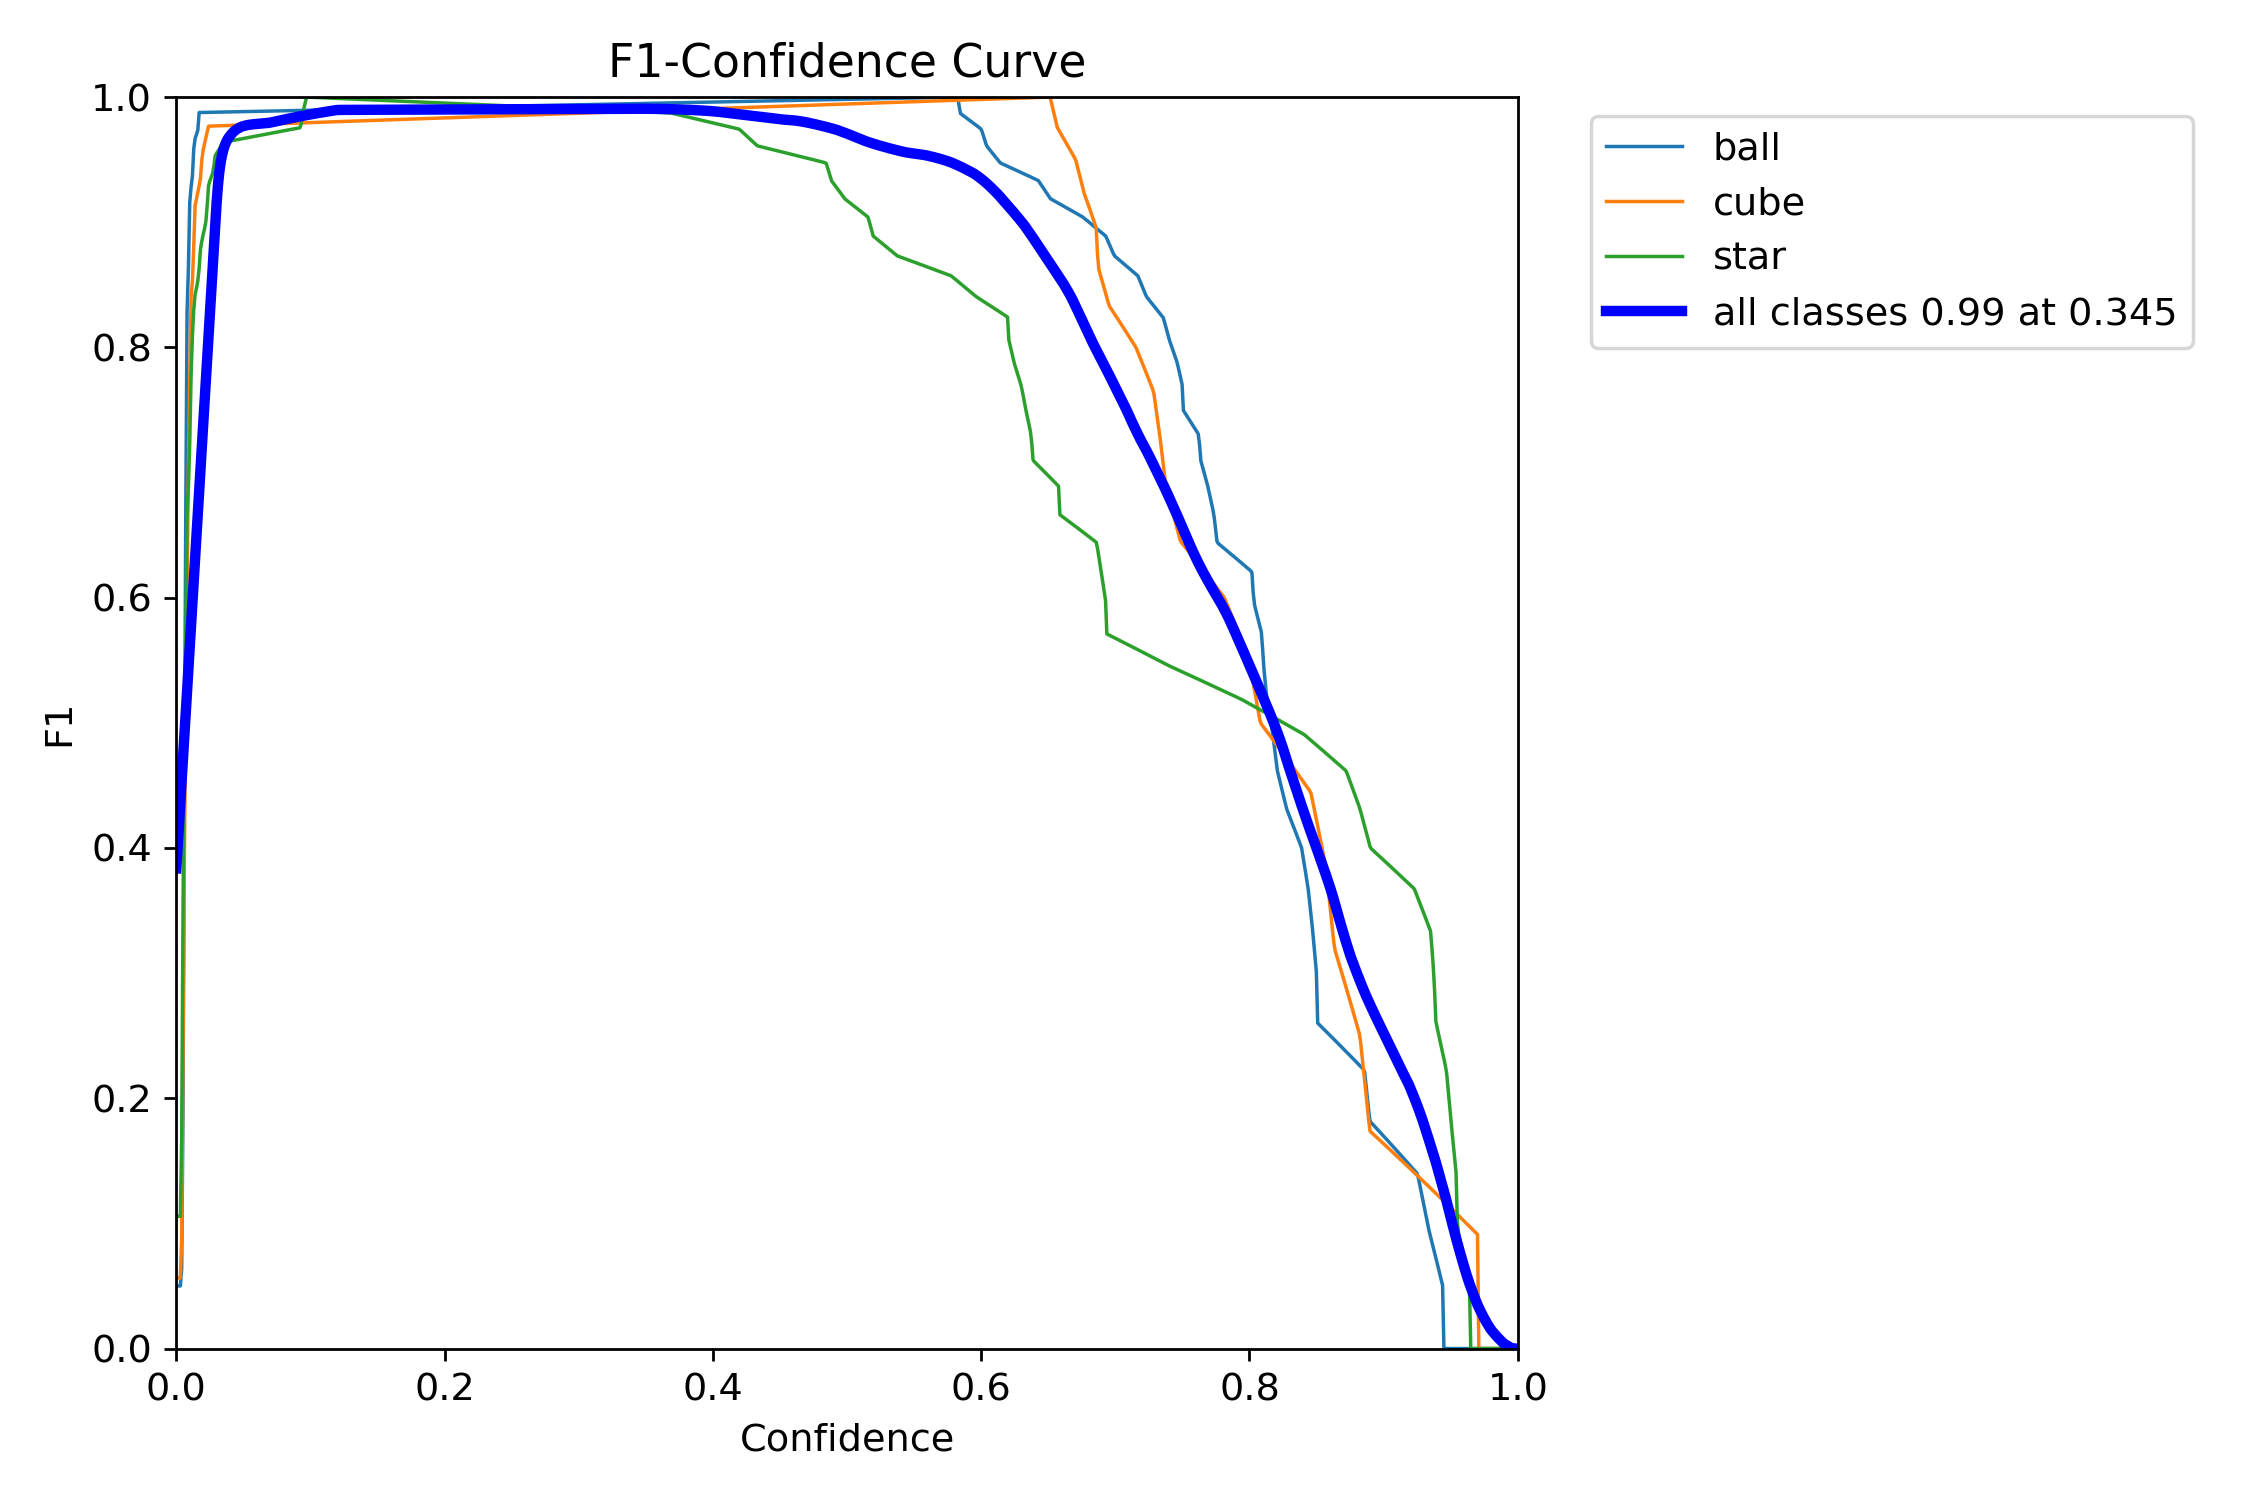 F1-Confidence Curve
1.0
0.8
0.6
0.4
0.2
0.0
F1
0.0 0.2 0.4 0.6 0.8 1.0
Confidence
ball
cube
star
all classes 0.99 at 0.345